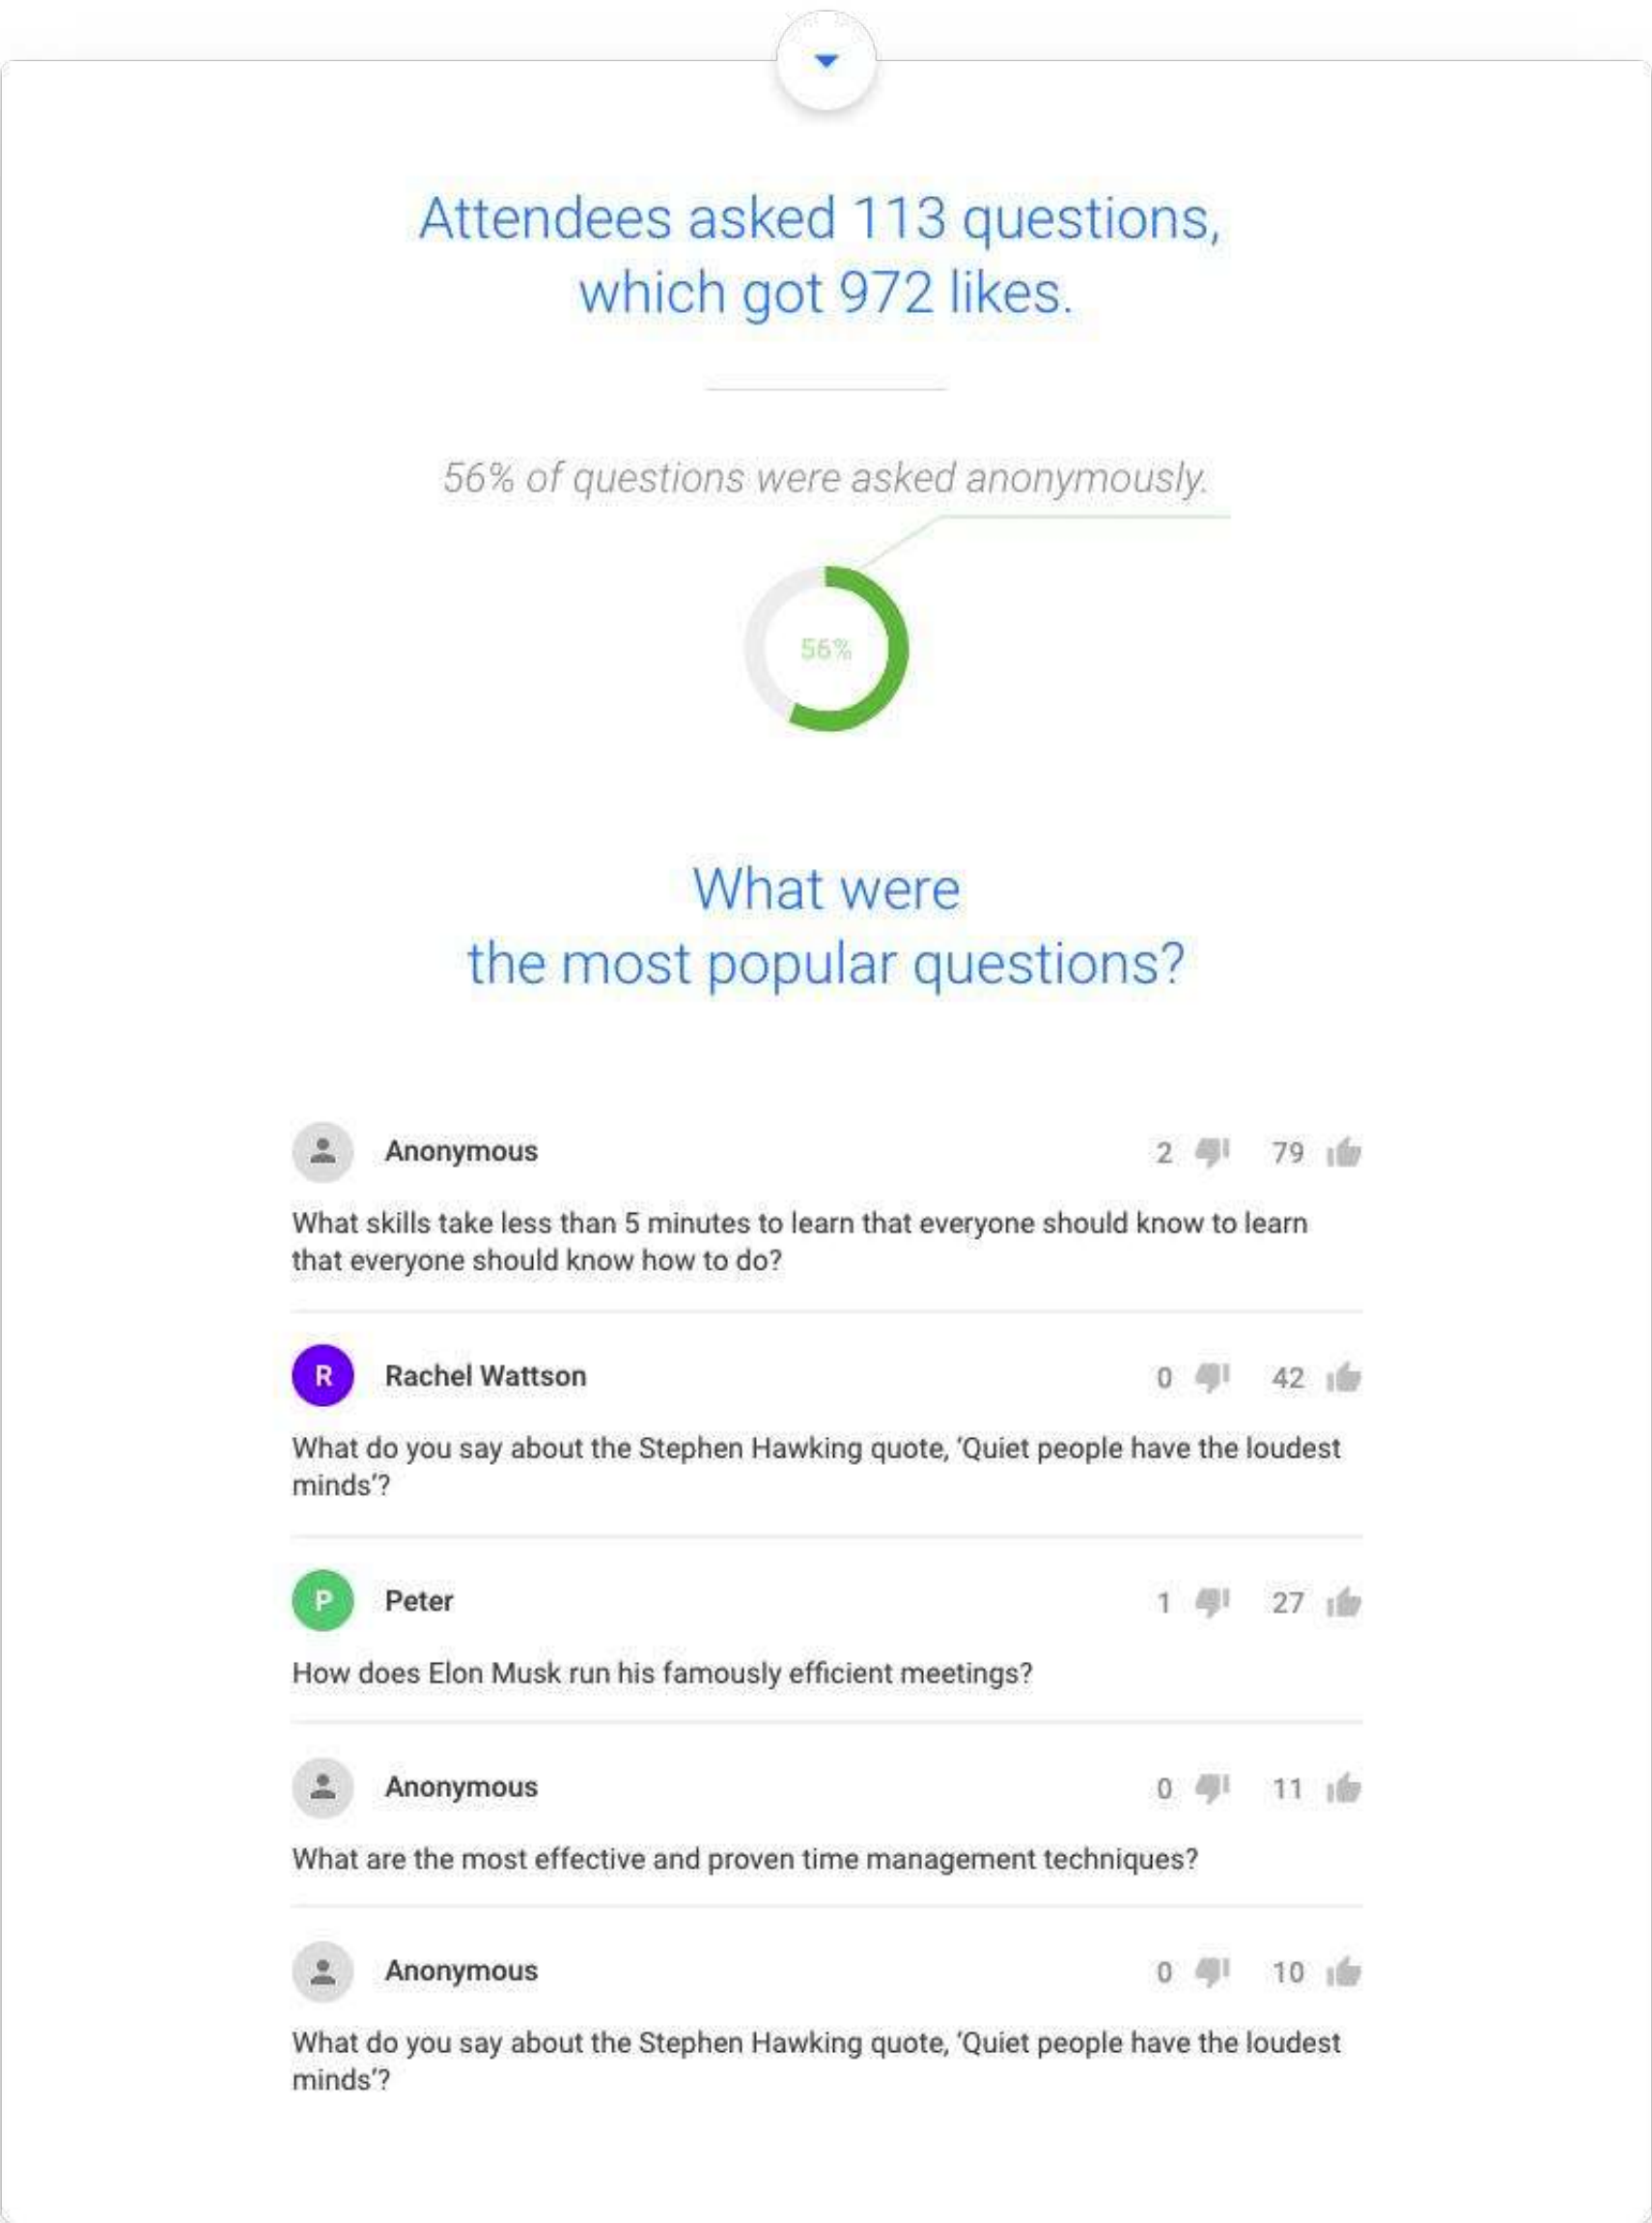 Attendees asked 113 questions,
which got 972 likes.
56% of questions were asked anonymously.
56%
What were
the most popular questions?
Anonymous 2 79
What skills take less than 5 minutes to learn that everyone should know to learn
that everyone should know how to do?
R Rachel Wattson 0 42
What do you say about the Stephen Hawking quote, ‘Quiet people have the loudest
minds’?
P Peter 1 27
How does Elon Musk run his famously efficient meetings?
Anonymous 0 11
What are the most effective and proven time management techniques?
Anonymous 0 10
What do you say about the Stephen Hawking quote, ‘Quiet people have the loudest
minds’?